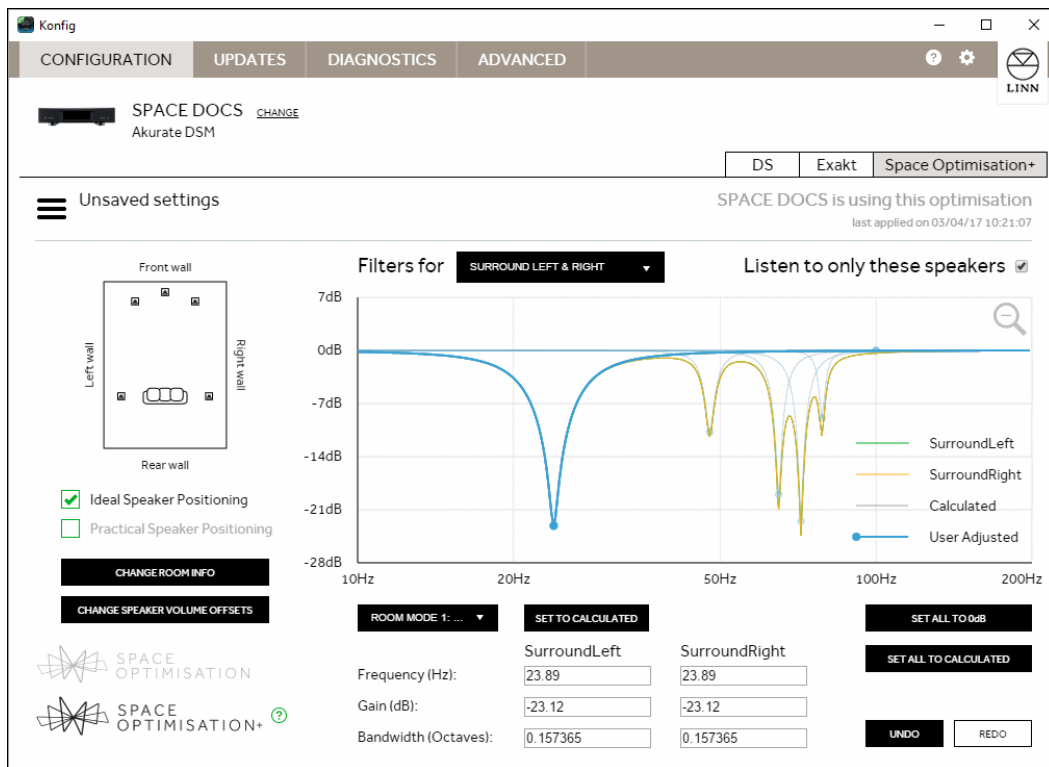 Konfig
CONFIGURATION UPDATES DIAGNOSTICS ADVANCED
?
LINN
SPACE DOCS CHANGE
Akurate DSM
DS Exakt Space Optimisation+
Unsaved settings
SPACE DOCS is using this optimisation
last applied on 03/04/17 10:21:07
Front wall
Left wall
Right wall
Rear wall
Ideal Speaker Positioning
Practical Speaker Positioning
CHANGE ROOM INFO
CHANGE SPEAKER VOLUME OFFSETS
SPACE
OPTIMISATION
SPACE
OPTIMISATION+ ?
Filters for SURROUND LEFT & RIGHT
Listen to only these speakers
7dB
0dB
-7dB
-14dB
-21dB
-28dB
10Hz 20Hz 50Hz 100Hz 200Hz
SurroundLeft
SurroundRight
Calculated
User Adjusted
ROOM MODE 1: ... SET TO CALCULATED
SET ALL TO 0dB
SET ALL TO CALCULATED
SurroundLeft SurroundRight
Frequency (Hz): 23.89 23.89
Gain (dB): -23.12 -23.12
Bandwidth (Octaves): 0.157365 0.157365
UNDO REDO